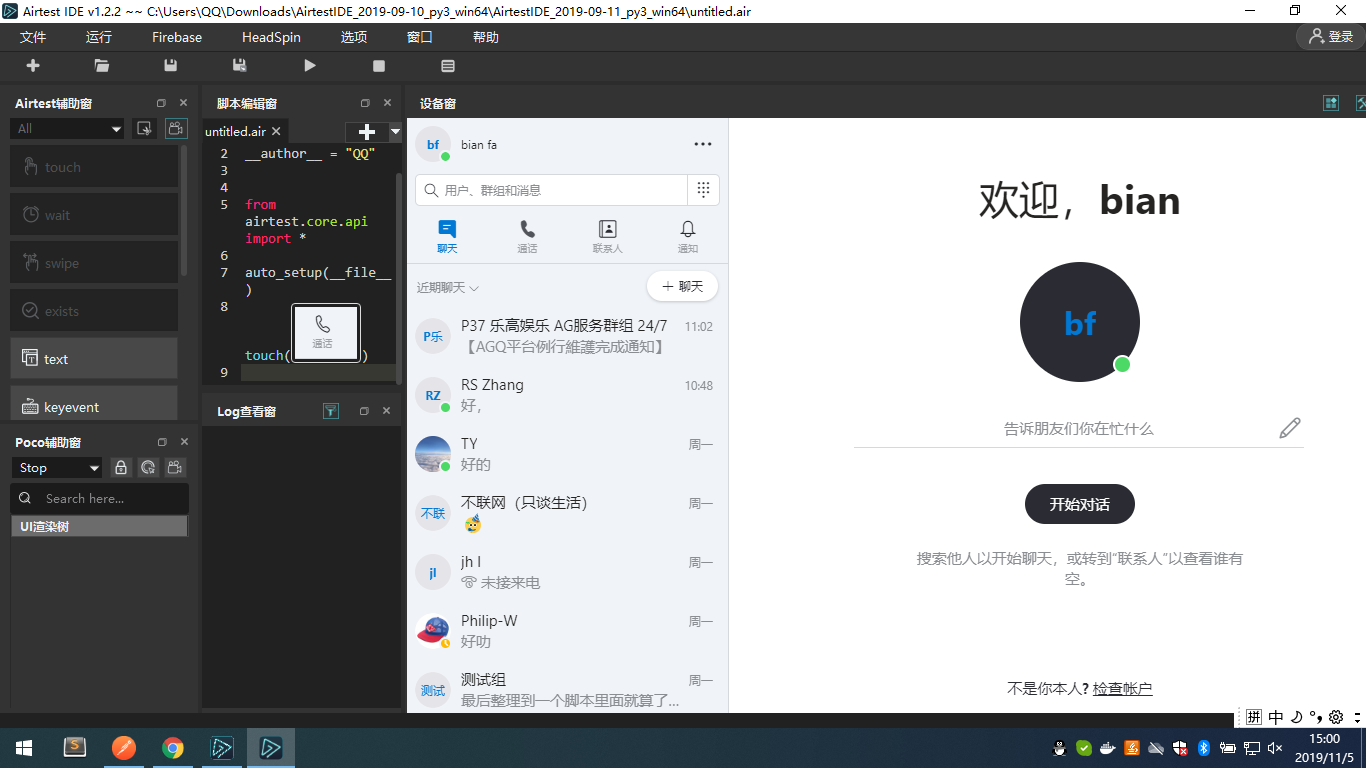 Airtest IDE v1.2.2 ~~ C:\Users\QQ\Downloads\AirtestIDE_2019-09-10_py3_win64\AirtestIDE_2019-09-11_py3_win64\untitled.air
文件 运行 Firebase HeadSpin 选项 窗口 帮助 登录
Airtest辅助窗
All
touch
wait
swipe
exists
text
keyevent
Poco辅助窗
Stop
Search here...
UI渲染树
脚本编辑窗
untitled.air
2 __author__ = "QQ"
3
4
5 from
airtest.core.api
import *
6
7 auto_setup(__file__
)
8
通话
touch( )
9
Log查看窗
设备窗
bf bian fa
用户、群组和消息
聊天 通话 联系人 通知
近期聊天 聊天
P乐 P37 乐高娱乐 AG服务群组 24/7 11:02
【AGQ平台例行維護完成通知】
RZ RS Zhang 10:48
好，
TY 周一
好的
不联 不联网（只谈生活） 周一
jl jh l 周一
未接来电
Philip-W 周一
好叻
测试 测试组 周一
最后整理到一个脚本里面就算了...
欢迎，bian
bf
告诉朋友们你在忙什么
开始对话
搜索他人以开始聊天，或转到“联系人”以查看谁有
空。
不是你本人? 检查帐户
拼 中
15:00
2019/11/5